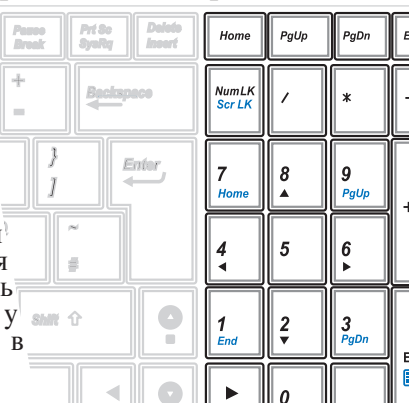 Pause Break
Prt Sc SysRq
Delete Insert
Home
PgUp
PgDn
E
+
-
Backspace
NumLK
Scr LK
/
*
}
]
Enter
7
Home
8
9
PgUp
+
~
#
4
5
6
я
ь
у
в
Shift
1
End
2
3
PgDn
E
0